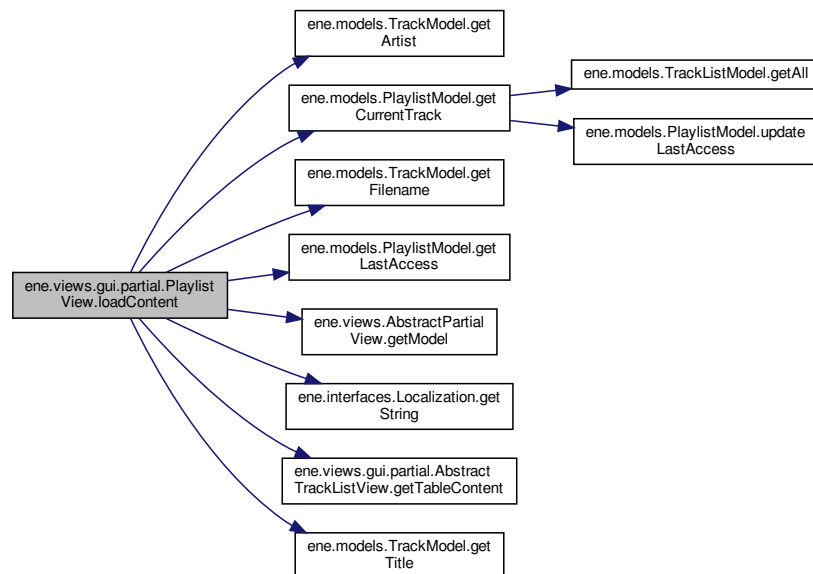 ene.models.TrackModel.get
Artist
ene.models.PlaylistModel.get
CurrentTrack
ene.models.TrackListModel.getAll
ene.models.PlaylistModel.update
LastAccess
ene.models.TrackModel.get
Filename
ene.models.PlaylistModel.get
LastAccess
ene.views.gui.partial.Playlist
View.loadContent
ene.views.AbstractPartial
View.getModel
ene.interfaces.Localization.get
String
ene.views.gui.partial.Abstract
TrackListView.getTableContent
ene.models.TrackModel.get
Title